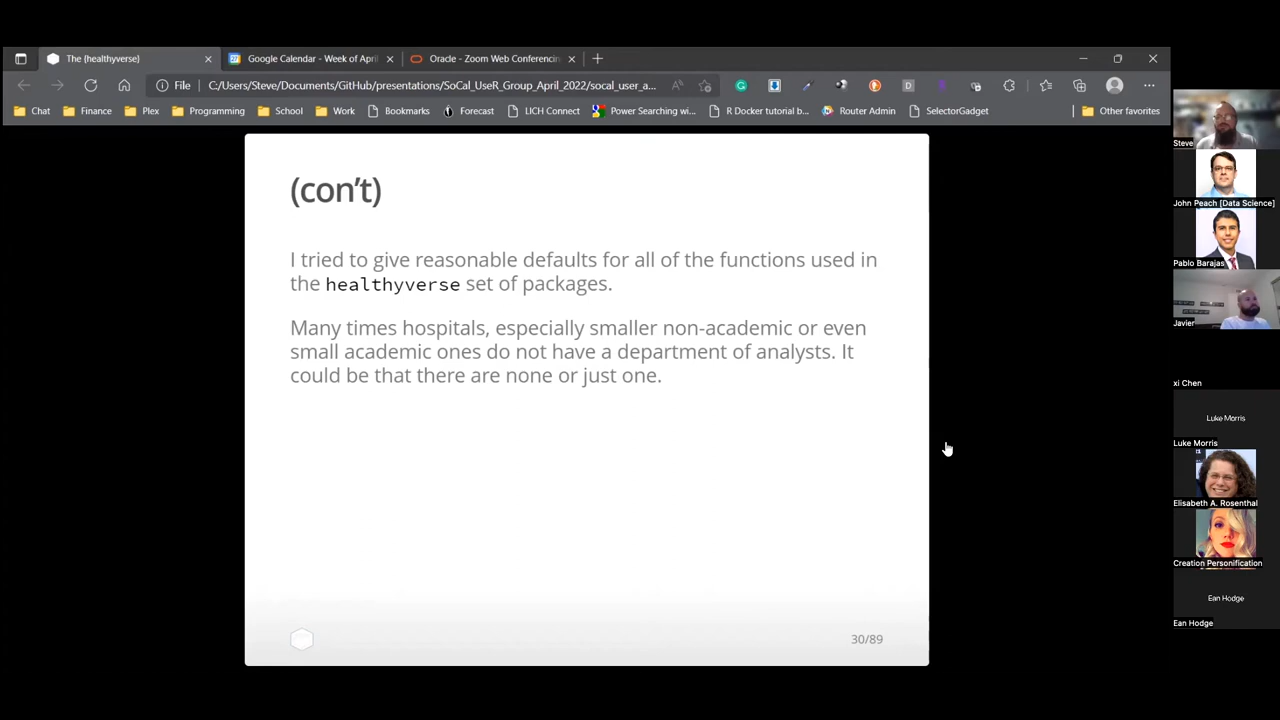 The {healthyverse}
Google Calendar - Week of April
Oracle - Zoom Web Conferencin
File
C:/Users/Steve/Documents/GitHub/presentations/SoCal_UseR_Group_April_2022/socal_user_a...
Chat
Finance
Plex
Programming
School
Work
Bookmarks
Forecast
LICH Connect
Power Searching wi...
R Docker tutorial b...
Router Admin
SelectorGadget
Other favorites
(con't)
I tried to give reasonable defaults for all of the functions used in
the healthyverse set of packages.
Many times hospitals, especially smaller non-academic or even
small academic ones do not have a department of analysts. It
could be that there are none or just one.
30/89
Steve
John Peach [Data Science]
Pablo Barajas
Javier
xi Chen
Luke Morris
Luke Morris
Elisabeth A. Rosenthal
Creation Personification
Ean Hodge
Ean Hodge